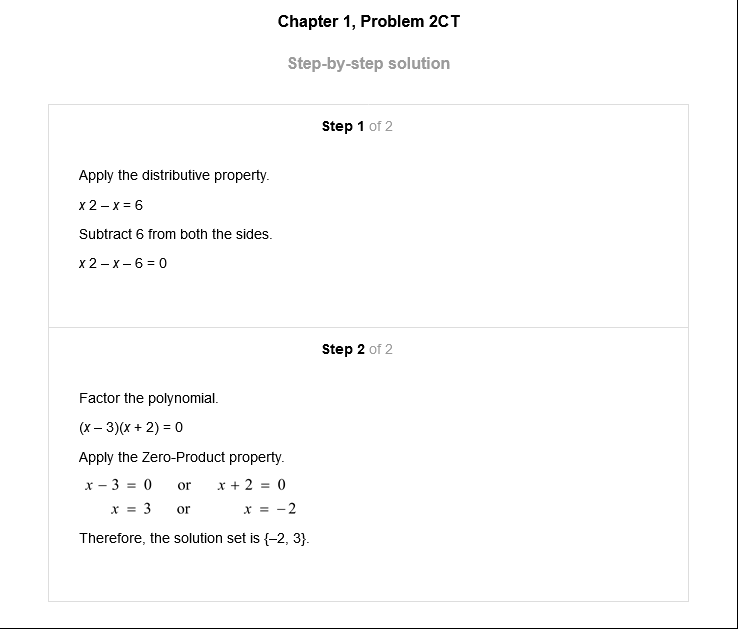 Chapter 1, Problem 2CT
Step-by-step solution
Step 1 of 2
Apply the distributive property.
x 2 – x = 6
Subtract 6 from both the sides.
x 2 – x – 6 = 0
Step 2 of 2
Factor the polynomial.
(x – 3)(x + 2) = 0
Apply the Zero-Product property.
x − 3 = 0 or x + 2 = 0
x = 3 or x = −2
Therefore, the solution set is {–2, 3}.